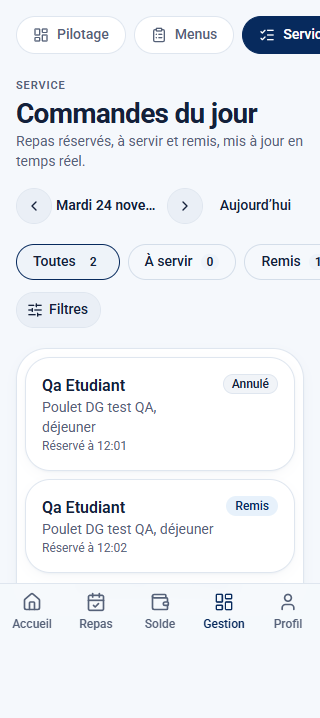 Pilotage
Menus
Servic
SERVICE
Commandes du jour
Repas réservés, à servir et remis, mis à jour en
temps réel.
Mardi 24 nove...
Aujourd'hui
Toutes 2
À servir 0
Remis 1
Filtres
Qa Etudiant
Annulé
Poulet DG test QA,
déjeuner
Réservé à 12:01
Qa Etudiant
Remis
Poulet DG test QA, déjeuner
Réservé à 12:02
Accueil
Repas
Solde
Gestion
Profil